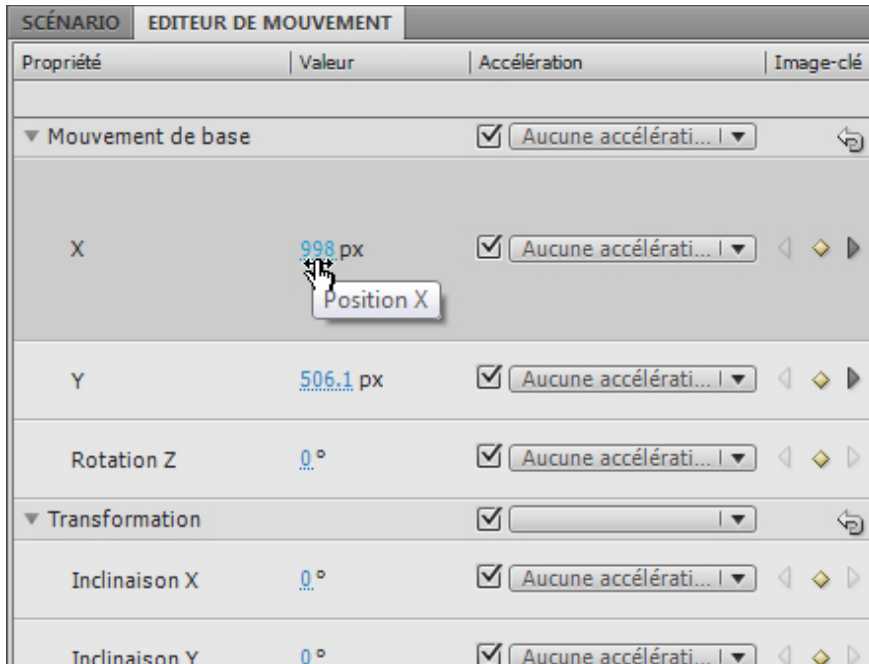 SCÉNARIO EDITEUR DE MOUVEMENT
Propriété Valeur Accélération Image-clé
Mouvement de base Aucune accélérati...
X 998 px Aucune accélérati...
Position X
Y 506.1 px Aucune accélérati...
Rotation Z 0 ° Aucune accélérati...
Transformation
Inclinaison X 0 ° Aucune accélérati...
Inclinaison Y 0 ° Aucune accélérati...